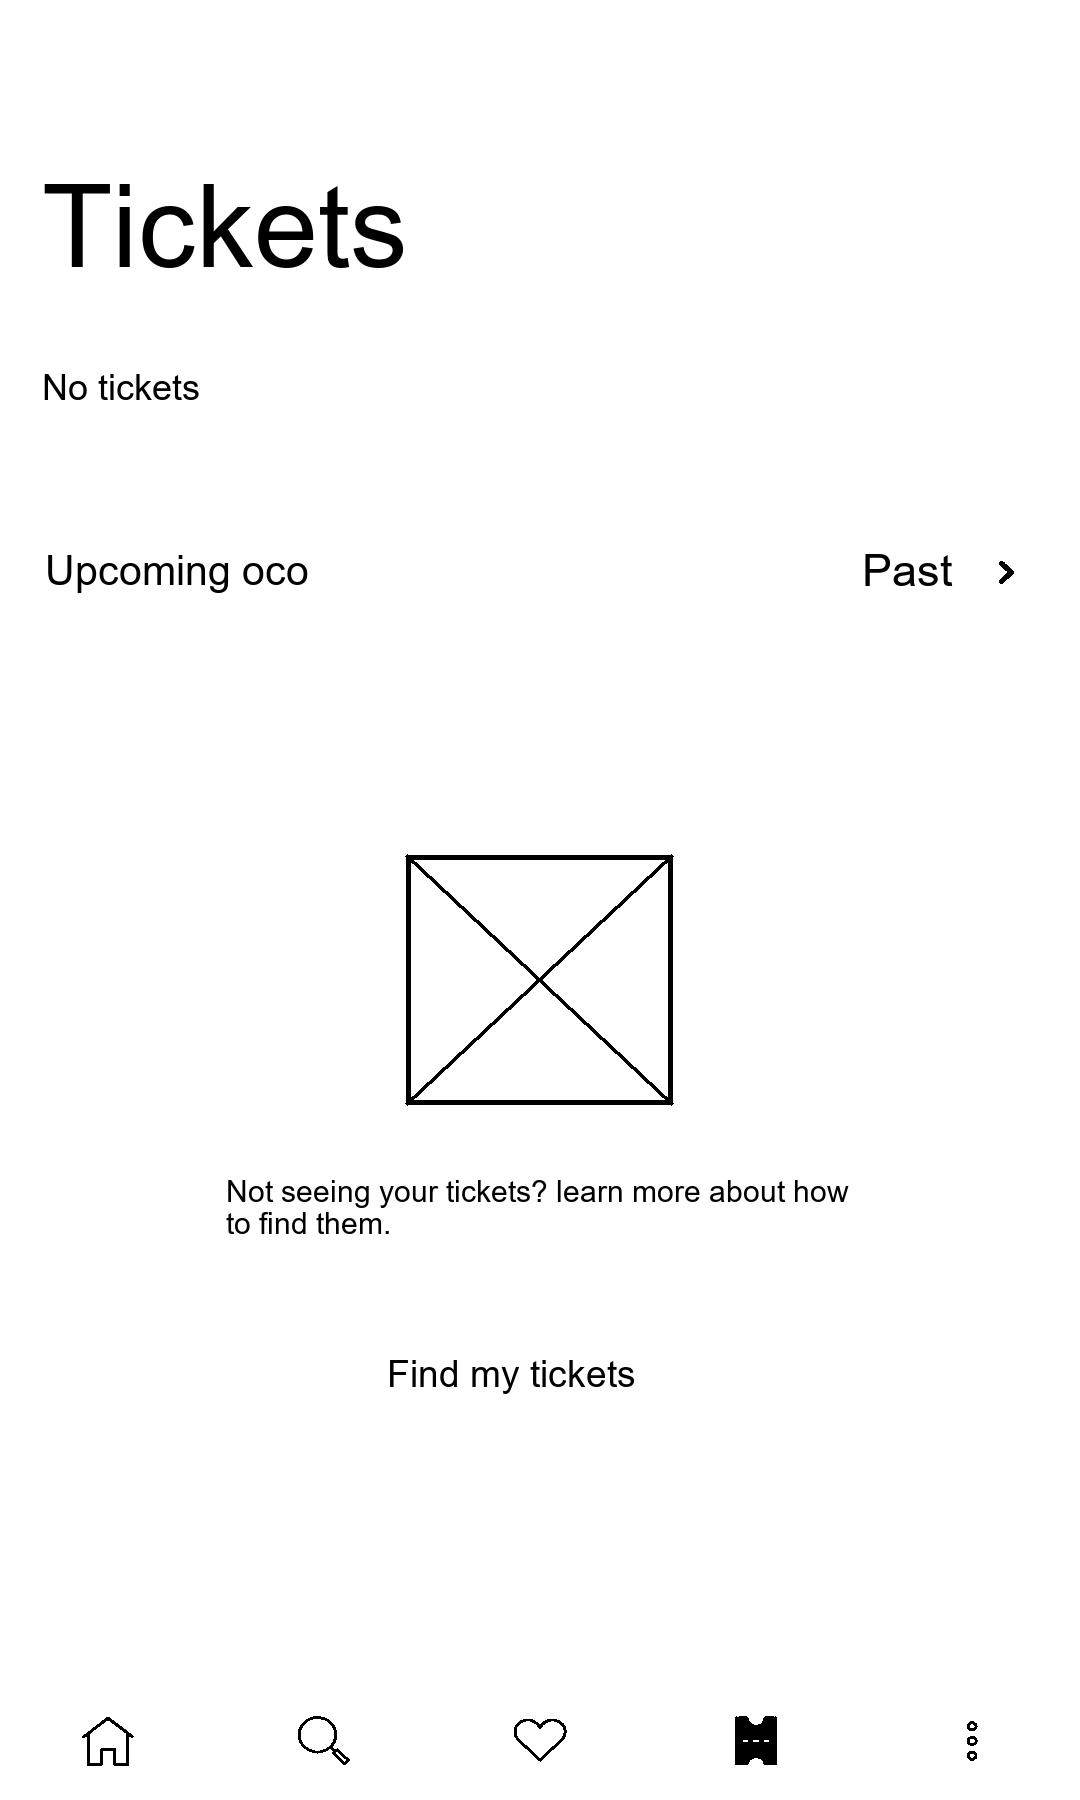 Tickets
No tickets
Upcoming oco
Past
Not seeing your tickets? learn more about how
to find them.
Find my tickets